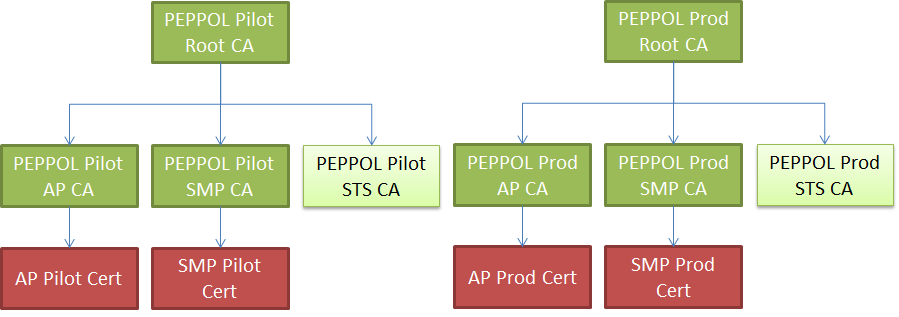 PEPPOL Pilot
Root CA
PEPPOL Prod
Root CA
PEPPOL Pilot
AP CA
PEPPOL Pilot
SMP CA
PEPPOL Pilot
STS CA
PEPPOL Prod
AP CA
PEPPOL Prod
SMP CA
PEPPOL Prod
STS CA
AP Pilot Cert
SMP Pilot
Cert
AP Prod Cert
SMP Prod
Cert